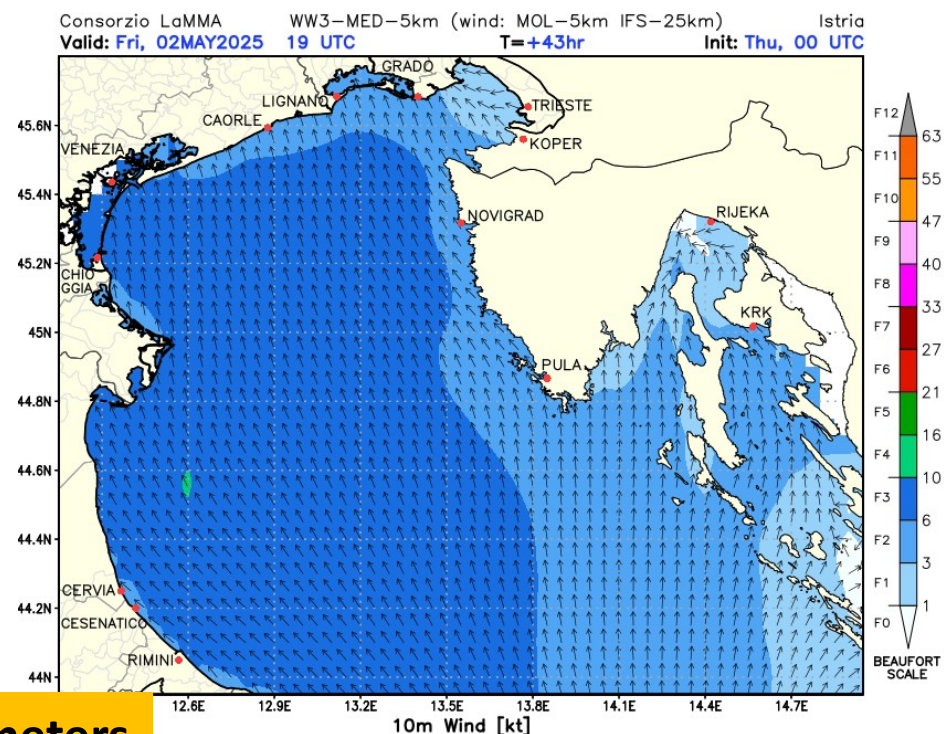 Consorzio LaMMA WW3-MED-5km (wind: MOL-5km IFS-25km) Istria
Valid: Fri, 02MAY2025 19 UTC T=+43hr Init: Thu, 00 UTC
GRADO
LIGNANO
TRIESTE
CAORLE
KOPER
VENEZIA
NOVIGRAD
RIJEKA
CHIO
GGIA
KRK
PULA
CERVIA
CESENATICO
RIMINI
45.6N
45.4N
45.2N
45N
44.8N
44.6N
44.4N
44.2N
44N
12.6E 12.9E 13.2E 13.5E 13.8E 14.1E 14.4E 14.7E
10m Wind [kt]
F12
63
F11
55
F10
47
F9
40
F8
33
F7
27
F6
21
F5
16
F4
10
F3
6
F2
3
F1
1
F0
BEAUFORT
SCALE